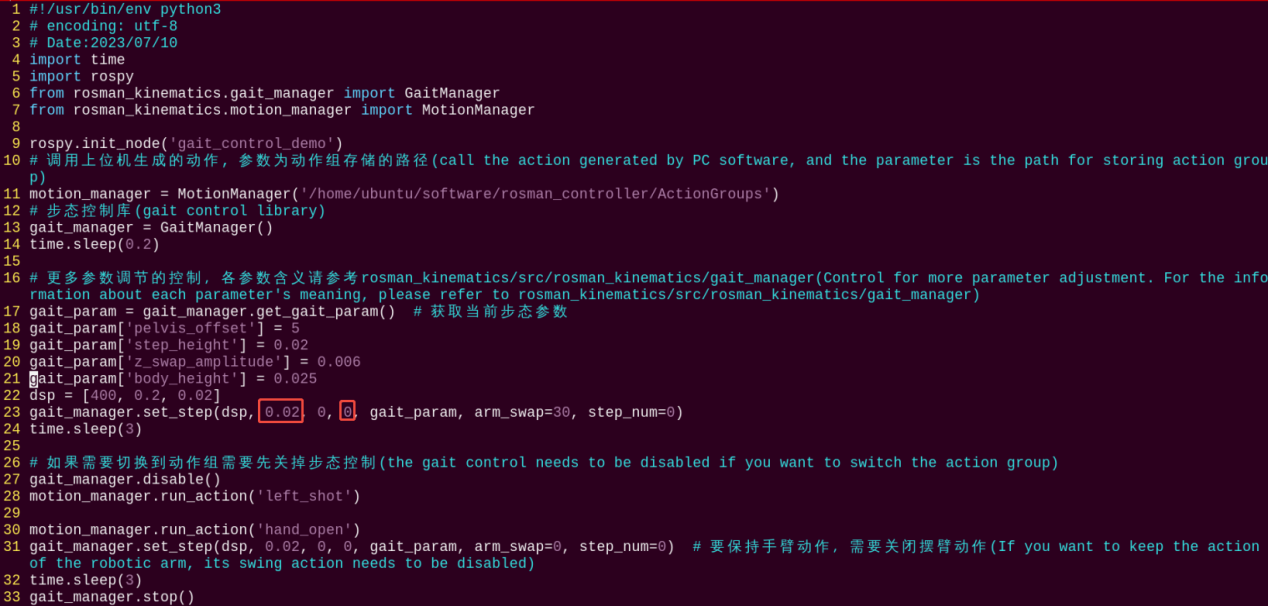 1 #!/usr/bin/env python3
2 # encoding: utf-8
3 # Date:2023/07/10
4 import time
5 import rospy
6 from rosman_kinematics.gait_manager import GaitManager
7 from rosman_kinematics.motion_manager import MotionManager
8
9 rospy.init_node('gait_control_demo')
10 # 调用上位机生成的动作, 参数为动作组存储的路径(call the action generated by PC software, and the parameter is the path for storing action grou
p)
11 motion_manager = MotionManager('/home/ubuntu/software/rosman_controller/ActionGroups')
12 # 步态控制库(gait control library)
13 gait_manager = GaitManager()
14 time.sleep(0.2)
15
16 # 更多参数调节的控制, 各参数含义请参考rosman_kinematics/src/rosman_kinematics/gait_manager(Control for more parameter adjustment. For the info
rmation about each parameter's meaning, please refer to rosman_kinematics/src/rosman_kinematics/gait_manager)
17 gait_param = gait_manager.get_gait_param()  # 获取当前步态参数
18 gait_param['pelvis_offset'] = 5
19 gait_param['step_height'] = 0.02
20 gait_param['z_swap_amplitude'] = 0.006
21 gait_param['body_height'] = 0.025
22 dsp = [400, 0.2, 0.02]
23 gait_manager.set_step(dsp, 0.02, 0, 0, gait_param, arm_swap=30, step_num=0)
24 time.sleep(3)
25
26 # 如果需要切换到动作组需要先关掉步态控制(the gait control needs to be disabled if you want to switch the action group)
27 gait_manager.disable()
28 motion_manager.run_action('left_shot')
29
30 motion_manager.run_action('hand_open')
31 gait_manager.set_step(dsp, 0.02, 0, 0, gait_param, arm_swap=0, step_num=0)  # 要保持手臂动作, 需要关闭摆臂动作(If you want to keep the action
of the robotic arm, its swing action needs to be disabled)
32 time.sleep(3)
33 gait_manager.stop()